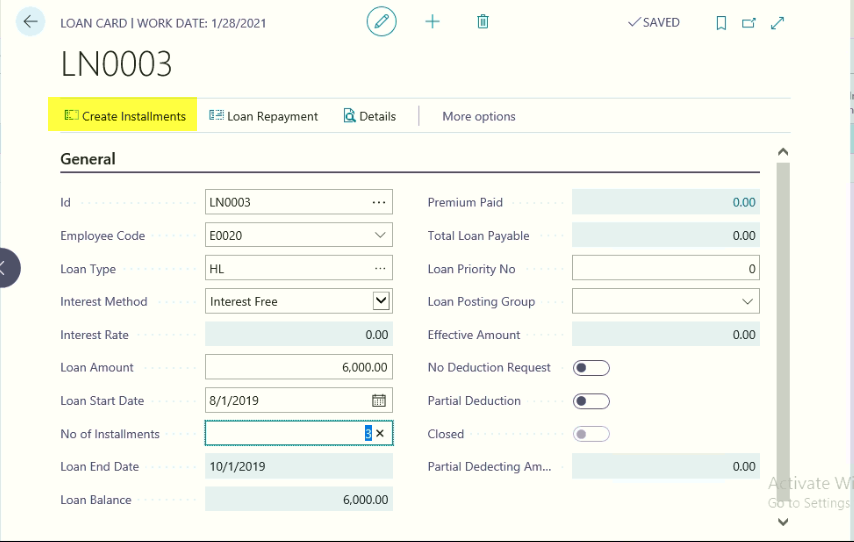 LOAN CARD | WORK DATE: 1/28/2021
SAVED
LN0003
Create Installments Loan Repayment Details More options
General
Id LN0003 ··· Premium Paid 0.00
Employee Code E0020 Total Loan Payable 0.00
Loan Type HL ··· Loan Priority No 0
Interest Method Interest Free Loan Posting Group
Interest Rate 0.00 Effective Amount 0.00
Loan Amount 6,000.00 No Deduction Request
Loan Start Date 8/1/2019 Partial Deduction
No of Installments 3 Closed
Loan End Date 10/1/2019 Partial Dedecting Am... 0.00
Loan Balance 6,000.00
Activate Wi
Go to Settings